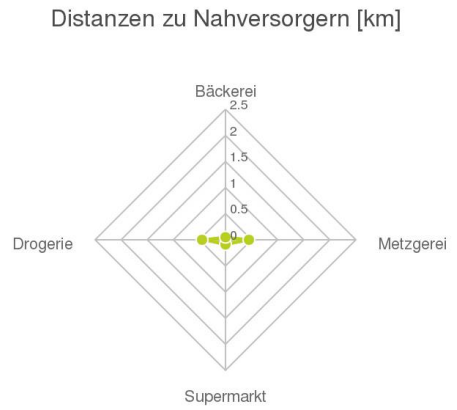 Distanzen zu Nahversorgern [km]
Bäckerei
2.5
2
1.5
1
0.5
0
Drogerie
Metzgerei
Supermarkt